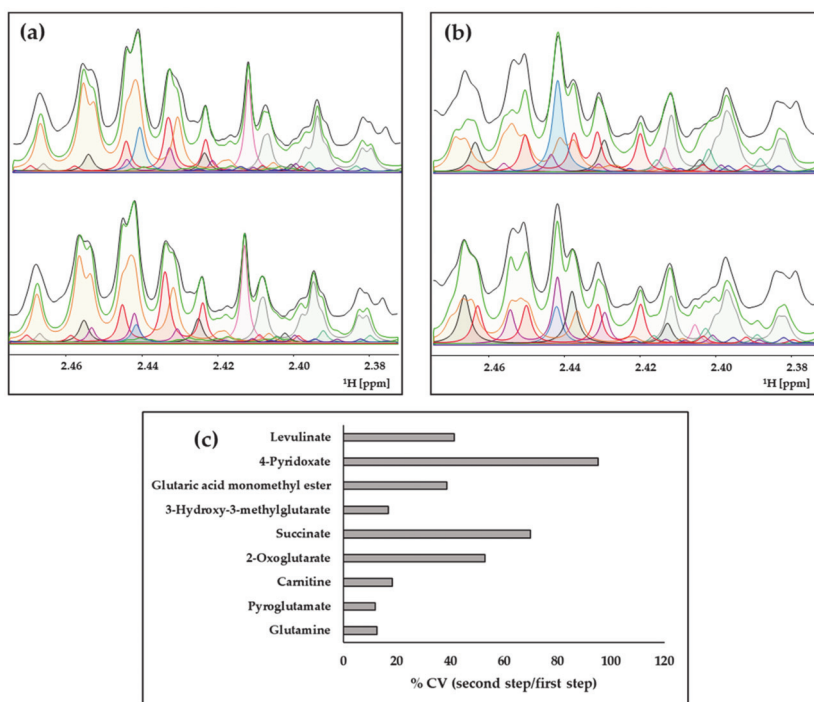 (a)
(b)
2.46 2.44 2.42 2.40 2.38
¹H [ppm]
2.46 2.44 2.42 2.40 2.38
¹H [ppm]
(c)
Levulinate
4-Pyridoxate
Glutaric acid monomethyl ester
3-Hydroxy-3-methylglutarate
Succinate
2-Oxoglutarate
Carnitine
Pyroglutamate
Glutamine
0 20 40 60 80 100 120
% CV (second step/first step)